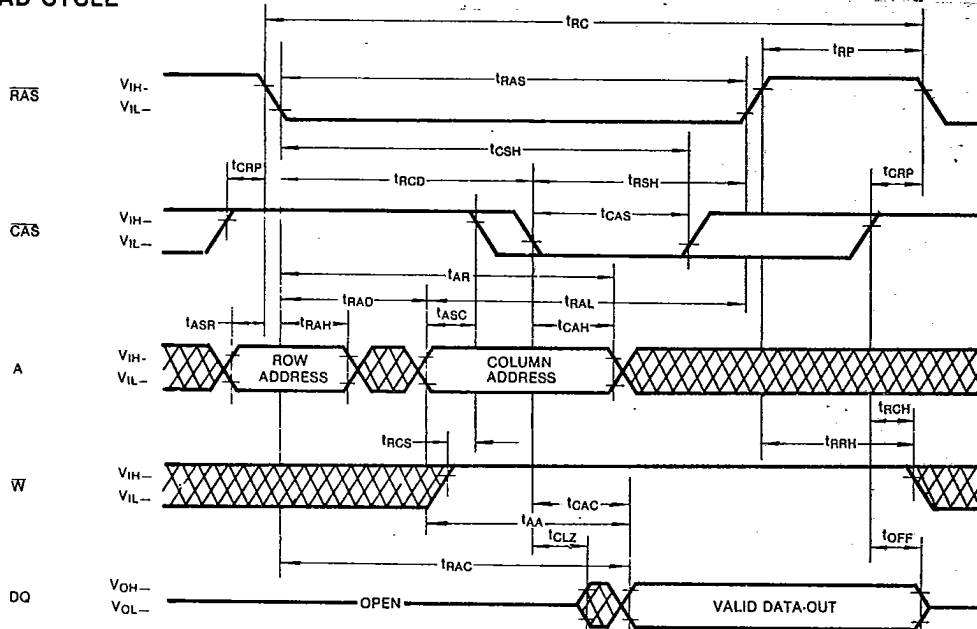 AD CYCLE
tRC
tRP
RAS
VIH-
VIL-
tRAS
tCSH
tCRP
tRCD
tRSH
tCRP
CAS
VIH-
VIL-
tCAS
tAR
tRAD
tRAL
tASR
tRAH
tASC
tCAH
A
VIH-
VIL-
ROW
ADDRESS
COLUMN
ADDRESS
tRCH
tRCS
tRRH
W
VIH-
VIL-
tCAC
tAA
tCLZ
tOFF
tRAC
DQ
VOH-
VOL-
OPEN
VALID DATA-OUT